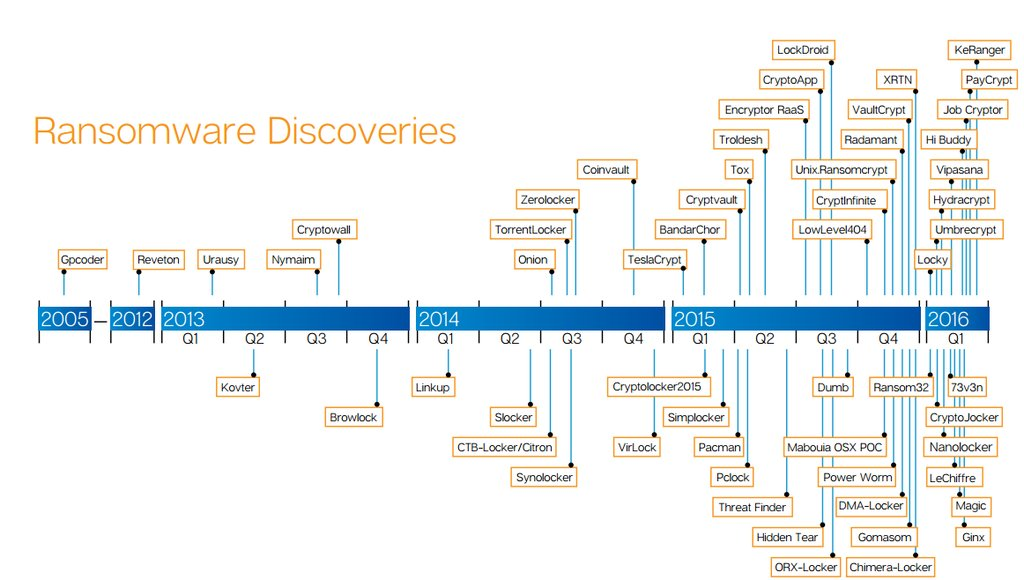 LockDroid
KeRanger
CryptoApp
XRTN
PayCrypt
Encryptor RaaS
VaultCrypt
Job Cryptor
Ransomware Discoveries
Troldesh
Radamant
Hi Buddy
Coinvault
Tox
Unix.Ransomcrypt
Vipasana
Zerolocker
Cryptvault
CryptInfinite
Hydracrypt
Cryptowall
TorrentLocker
BandarChor
LowLevel404
Umbrecrypt
Gpcoder
Reveton
Urausy
Nymaim
Onion
TeslaCrypt
Locky
2005
2012
2013
2014
2015
2016
Q1
Q2
Q3
Q4
Q1
Q2
Q3
Q4
Q1
Q2
Q3
Q4
Q1
Kovter
Linkup
Cryptolocker2015
Dumb
Ransom32
73v3n
Browlock
Slocker
Simplocker
CryptoJocker
CTB-Locker/Citron
VirLock
Pacman
Mabouia OSX POC
Nanolocker
Synolocker
Pclock
Power Worm
LeChiffre
Threat Finder
DMA-Locker
Magic
Hidden Tear
Gomasom
Ginx
ORX-Locker
Chimera-Locker